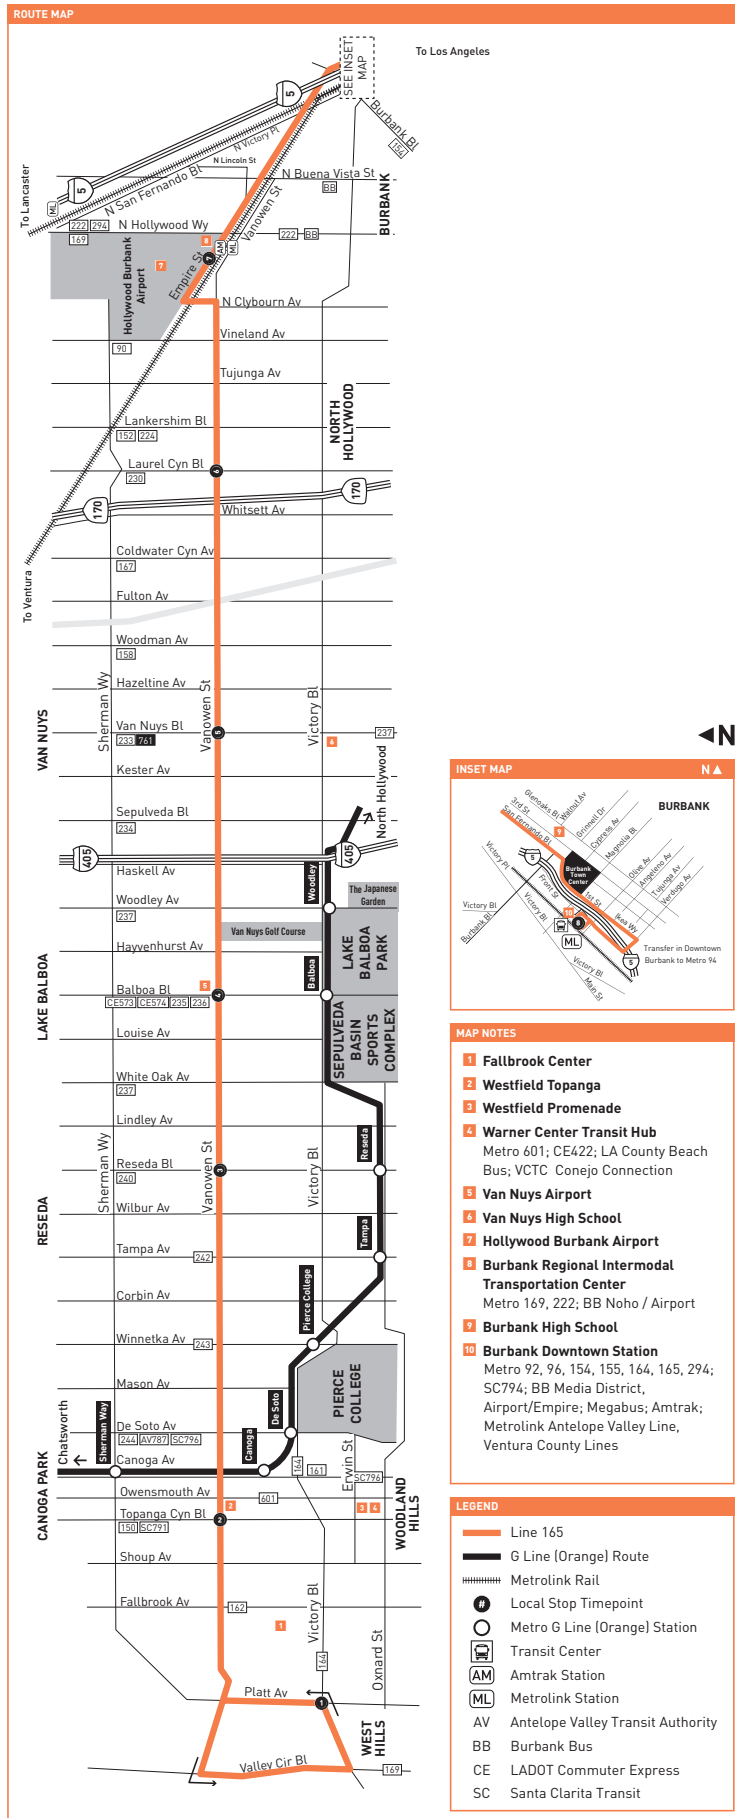 ROUTE MAP
To Los Angeles
SEE INSET
MAP
5
Burbank Bl
154
N Victory Pl
N Lincoln St
N San Fernando Bl
5
ML
To Lancaster
N Buena Vista St
BB
Vanowen St
BURBANK
222 294
N Hollywood Wy
169
222 BB
8
AM
ML
7
Empire St
7
Hollywood Burbank
Airport
N Clybourn Av
Vineland Av
90
Tujunga Av
NORTH
HOLLYWOOD
Lankershim Bl
152 224
Laurel Cyn Bl
230
6
170
170
Whitsett Av
Coldwater Cyn Av
167
To Ventura
Fulton Av
Woodman Av
158
Hazeltine Av
Sherman Wy
Vanowen St
Victory Bl
VAN NUYS
Van Nuys Bl
233 761
5
6
237
Kester Av
North Hollywood
Sepulveda Bl
234
405
405
Haskell Av
Woodley
The Japanese
Garden
Woodley Av
237
Van Nuys Golf Course
Hayvenhurst Av
LAKE
BALBOA
PARK
Balboa
LAKE BALBOA
Balboa Bl
5
4
CE573 CE574 235 236
Louise Av
SEPULVEDA
BASIN
SPORTS
COMPLEX
White Oak Av
237
Lindley Av
Sherman Wy
Vanowen St
Victory Bl
Reseda
Reseda Bl
240
3
RESEDA
Wilbur Av
Tampa Av
242
Tampa
Corbin Av
Pierce College
Winnetka Av
243
Mason Av
PIERCE
COLLEGE
De Soto
Chatsworth
Sherman Way
De Soto Av
244 AV787 SC796
Canoga
Canoga Av
164
161
Erwin St
SC796
CANOGA PARK
Owensmouth Av
601
2
3 4
WOODLAND
HILLS
Topanga Cyn Bl
150 SC791
2
Shoup Av
Fallbrook Av
162
1
Victory Bl
164
Oxnard St
Platt Av
1
WEST
HILLS
Valley Cir Bl
169
N
INSET MAP
N
BURBANK
Glenoaks Bl
3rd St
San Fernando Bl
Walnut Av
Grinnell Dr
Cypress Av
Magnolia Bl
9
5
Burbank
Town
Center
Olive Av
Angeleno Av
Tujunga Av
Verdugo Av
Victory Pl
Front St
1st St
Victory Bl
Victory Bl
Burbank Bl
10
8
ML
Ikea Wy
Transfer in Downtown
Burbank to Metro 94
5
Victory Bl
Main St
MAP NOTES
1 Fallbrook Center
2 Westfield Topanga
3 Westfield Promenade
4 Warner Center Transit Hub
Metro 601; CE422; LA County Beach
Bus; VCTC Conejo Connection
5 Van Nuys Airport
6 Van Nuys High School
7 Hollywood Burbank Airport
8 Burbank Regional Intermodal
Transportation Center
Metro 169, 222; BB Noho / Airport
9 Burbank High School
10 Burbank Downtown Station
Metro 92, 96, 154, 155, 164, 165, 294;
SC794; BB Media District,
Airport/Empire; Megabus; Amtrak;
Metrolink Antelope Valley Line,
Ventura County Lines
LEGEND
Line 165
G Line (Orange) Route
Metrolink Rail
# Local Stop Timepoint
Metro G Line (Orange) Station
Transit Center
AM Amtrak Station
ML Metrolink Station
AV Antelope Valley Transit Authority
BB Burbank Bus
CE LADOT Commuter Express
SC Santa Clarita Transit